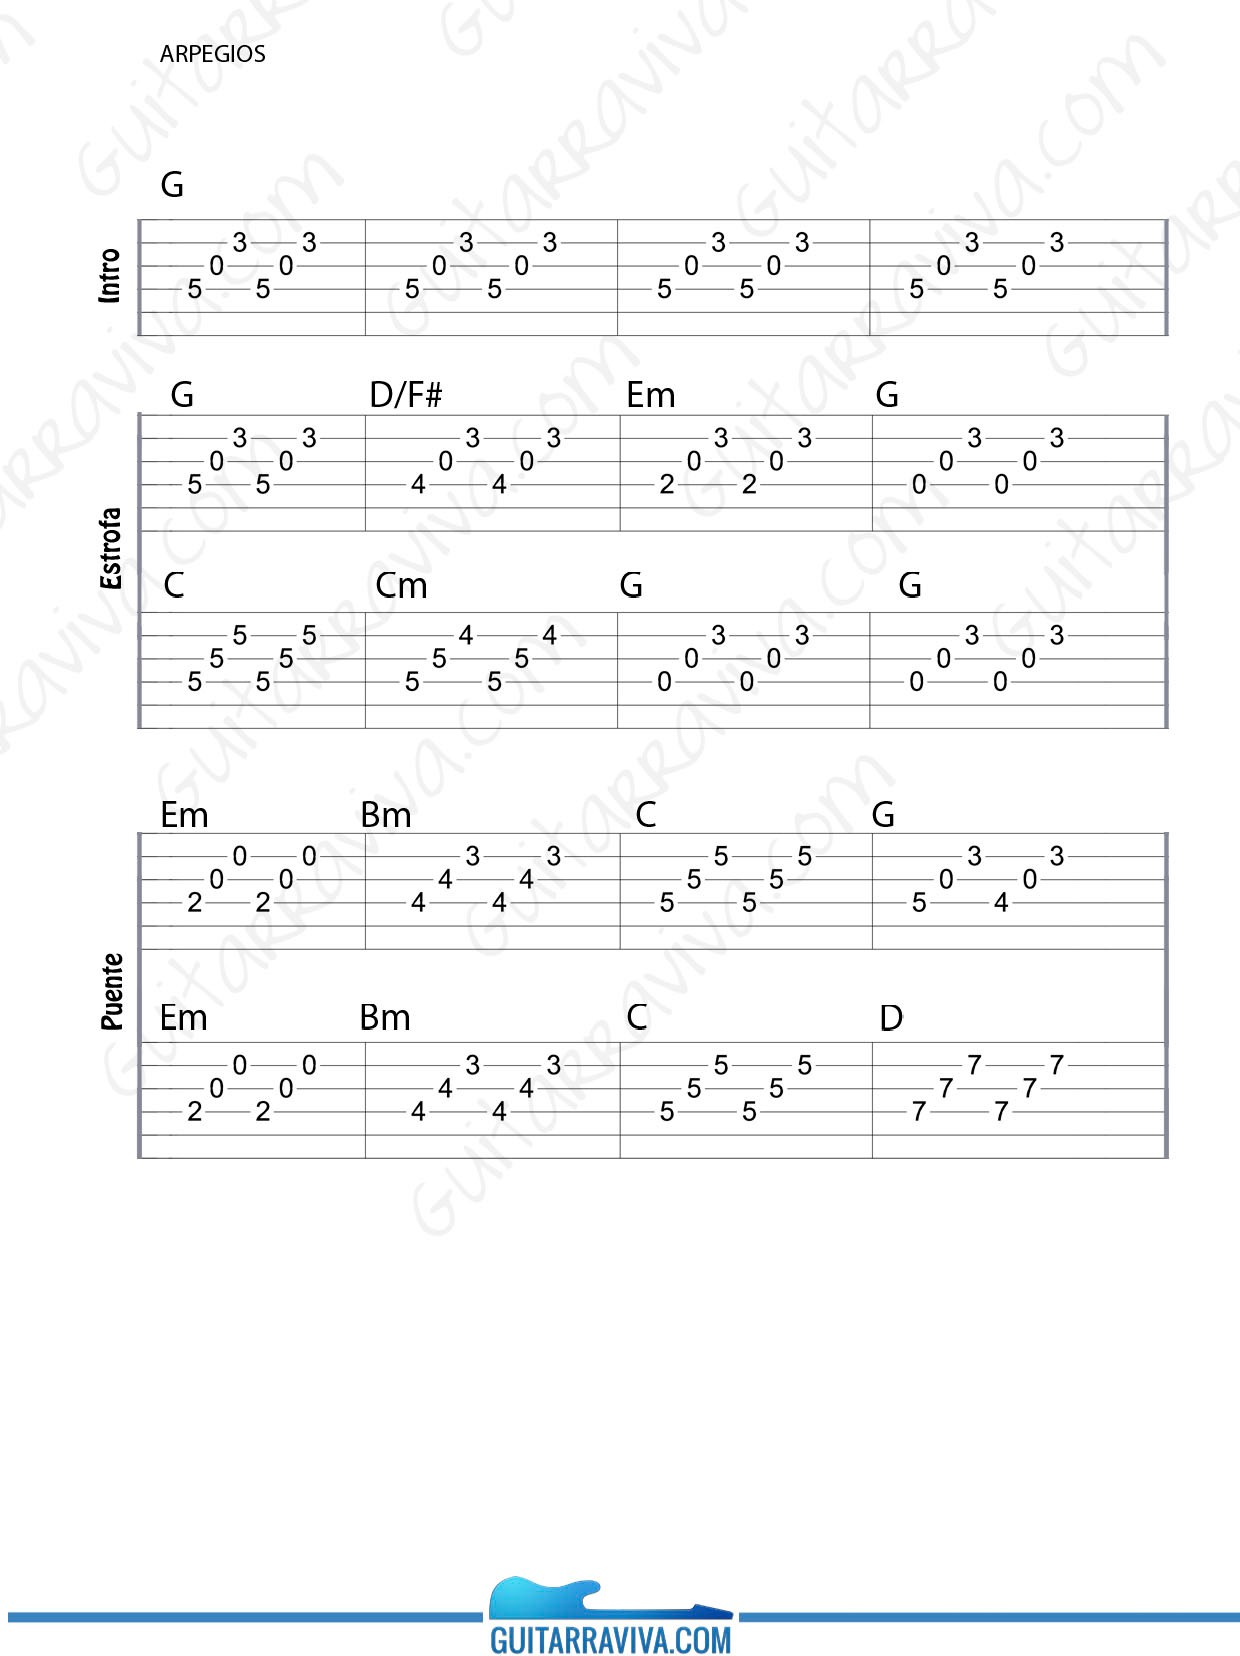 ARPEGIOS
G
Intro
3 3 3 3 3 3 3 3
0 0 0 0 0 0 0 0
5 5 5 5 5 5 5 5
G D/F# Em G
Estrofa
3 3 3 3 3 3 3 3
0 0 0 0 0 0 0 0
5 5 4 4 2 2 0 0
C Cm G G
5 5 4 4 3 3 3 3
5 5 5 5 0 0 0 0
5 5 5 5 0 0 0 0
Em Bm C G
Puente
0 0 3 3 5 5 3 3
0 0 4 4 5 5 0 0
2 2 4 4 5 5 5 4
Em Bm C D
0 0 3 3 5 5 7 7
0 0 4 4 5 5 7 7
2 2 4 4 5 5 7 7
Guitarraviva.com
GUITARRAVIVA.COM